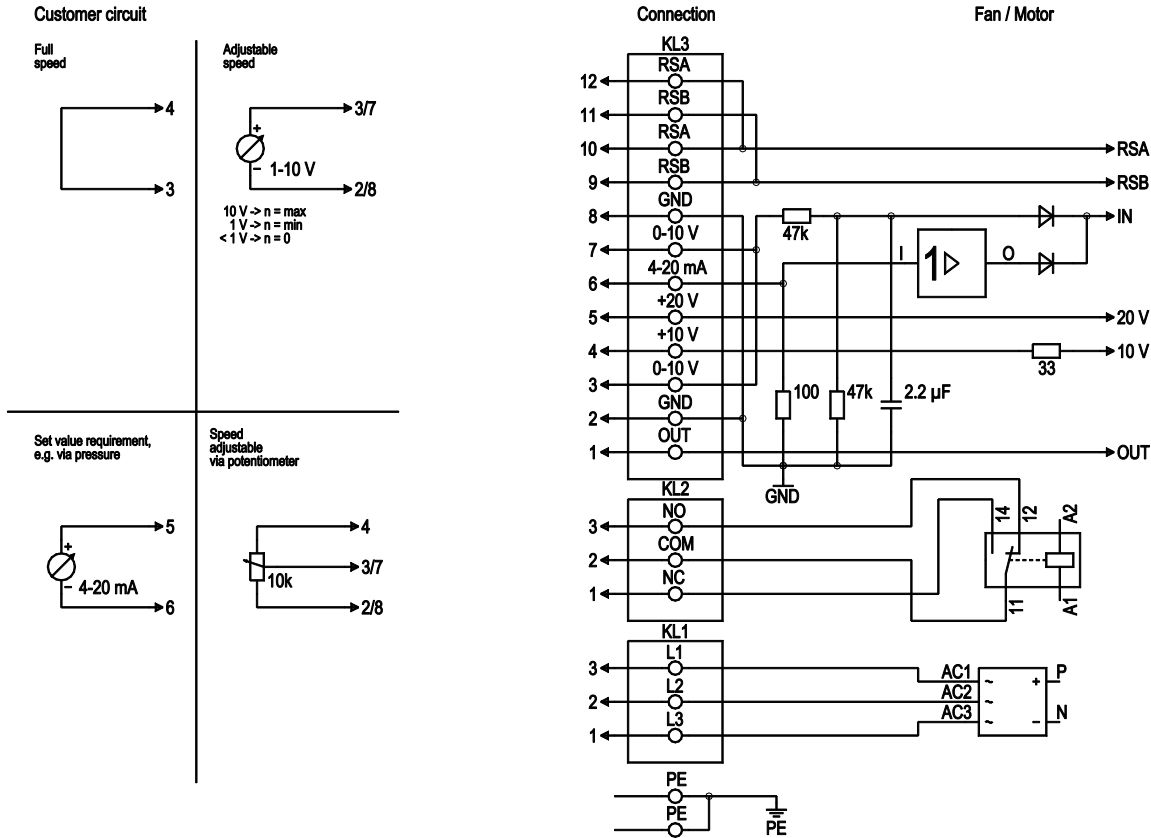 Customer circuit
Connection
Fan / Motor
Full
speed
4
3
Adjustable
speed
+
3/7
1-10 V
−
2/8
10 V -> n = max
1 V -> n = min
< 1 V -> n = 0
Set value requirement,
e.g. via pressure
5
+
4-20 mA
−
6
Speed
adjustable
via potentiometer
4
3/7
10k
2/8
KL3
12 RSA
11 RSB
10 RSA RSA
9 RSB RSB
8 GND 47k IN
7 0-10 V
I 1 O
6 4-20 mA
5 +20 V 20 V
4 +10 V 33 10 V
3 0-10 V
100 47k 2.2 µF
2 GND
1 OUT OUT
GND
KL2
3 NO
2 COM
1 NC
14 12 A2
11 A1
KL1
3 L1 AC1 ~ + P
2 L2 AC2 ~
1 L3 AC3 ~ − N
PE
PE
PE